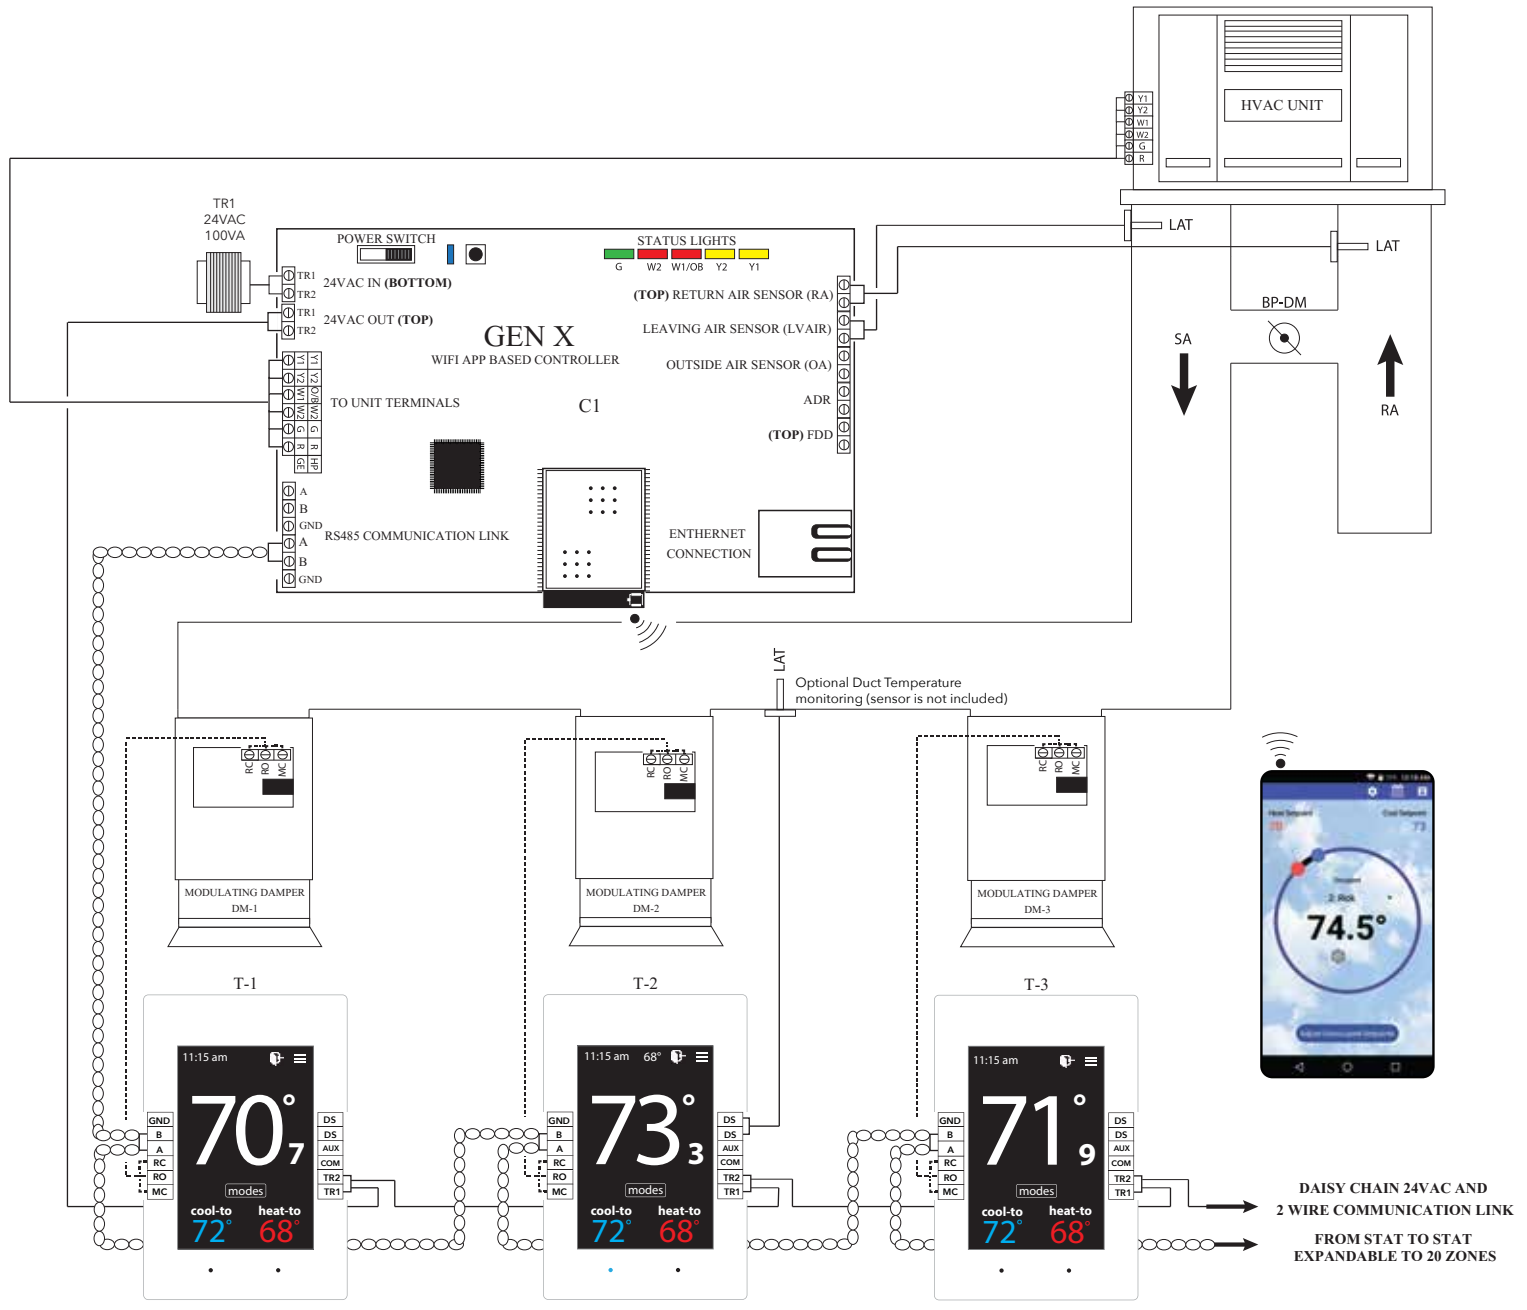 Y1
Y2
W1
W2
G
R
HVAC UNIT
TR1
24VAC
100VA
LAT
LAT
POWER SWITCH
STATUS LIGHTS
G W2 W1/OB Y2 Y1
TR1
TR2
24VAC IN (BOTTOM)
TR1
TR2
24VAC OUT (TOP)
(TOP) RETURN AIR SENSOR (RA)
LEAVING AIR SENSOR (LVAIR)
OUTSIDE AIR SENSOR (OA)
ADR
(TOP) FDD
GEN X
WIFI APP BASED CONTROLLER
C1
Y1 Y1
Y2 Y2
W1 O/B
W2 W2
G G
R R
GE HP
TO UNIT TERMINALS
A
B
GND
A
B
GND
RS485 COMMUNICATION LINK
ENTHERNET
CONNECTION
BP-DM
SA
RA
LAT
Optional Duct Temperature
monitoring (sensor is not included)
RC RO MC
MODULATING DAMPER
DM-1
RC RO MC
MODULATING DAMPER
DM-2
RC RO MC
MODULATING DAMPER
DM-3
10:18 AM
Heat Setpoint Cool Setpoint
73
2. Rick
74.5°
T-1
11:15 am
70°7
modes
cool-to heat-to
72° 68°
GND
B
A
RC
RO
MC
DS
DS
AUX
COM
TR2
TR1
T-2
11:15 am 68°
73°3
modes
cool-to heat-to
72° 68°
GND
B
A
RC
RO
MC
DS
DS
AUX
COM
TR2
TR1
T-3
11:15 am
71°9
modes
cool-to heat-to
72° 68°
GND
B
A
RC
RO
MC
DS
DS
AUX
COM
TR2
TR1
DAISY CHAIN 24VAC AND
2 WIRE COMMUNICATION LINK
FROM STAT TO STAT
EXPANDABLE TO 20 ZONES